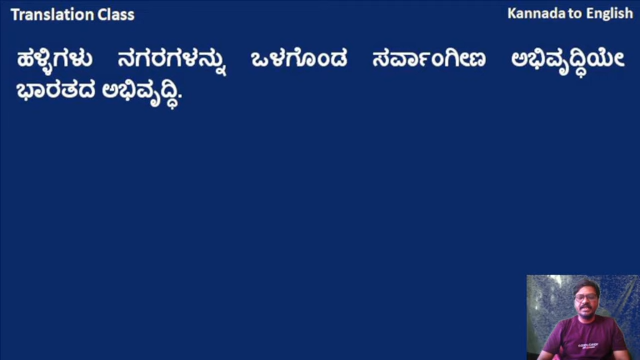 Translation Class
Kannada to English
ಹಳ್ಳಿಗಳು ನಗರಗಳನ್ನು ಒಳಗೊಂಡ ಸರ್ವಾಂಗೀಣ ಅಭಿವೃದ್ಧಿಯೇ
ಭಾರತದ ಅಭಿವೃದ್ಧಿ.